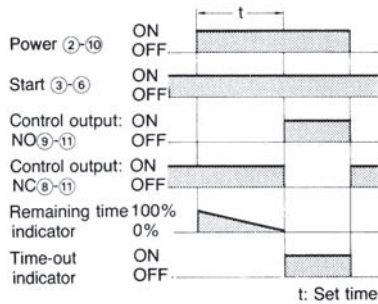 t
Power ②-⑩ ON
OFF
Start ③-⑥ ON
OFF
Control output: ON
NO⑨-⑪ OFF
Control output: ON
NC⑧-⑪ OFF
Remaining time 100%
indicator 0%
Time-out ON
indicator OFF
t: Set time